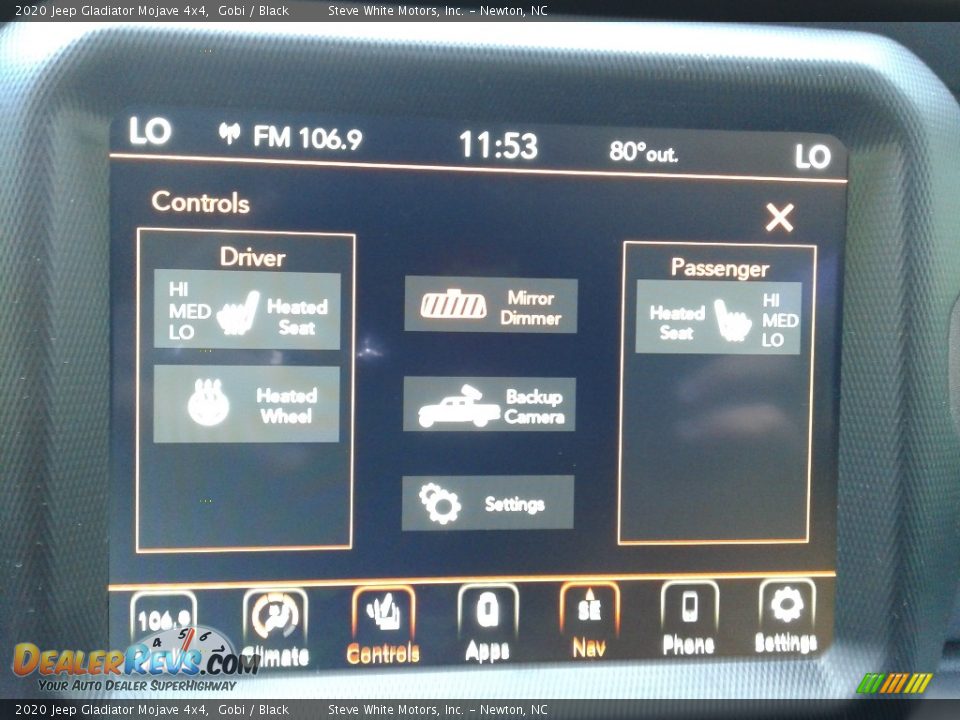 2020 Jeep Gladiator Mojave 4x4, Gobi / Black Steve White Motors, Inc. - Newton, NC
LO FM 106.9 11:53 80° out. LO
Controls
Driver
HI
MED
LO
Heated
Seat
Heated
Wheel
Mirror
Dimmer
Backup
Camera
Settings
Passenger
Heated
Seat
HI
MED
LO
106.9
Climate
Controls
Apps
SE
Nav
Phone
Settings
4 5 6
DealerRevs.com
Your Auto Dealer SuperHighway
2020 Jeep Gladiator Mojave 4x4, Gobi / Black Steve White Motors, Inc. - Newton, NC